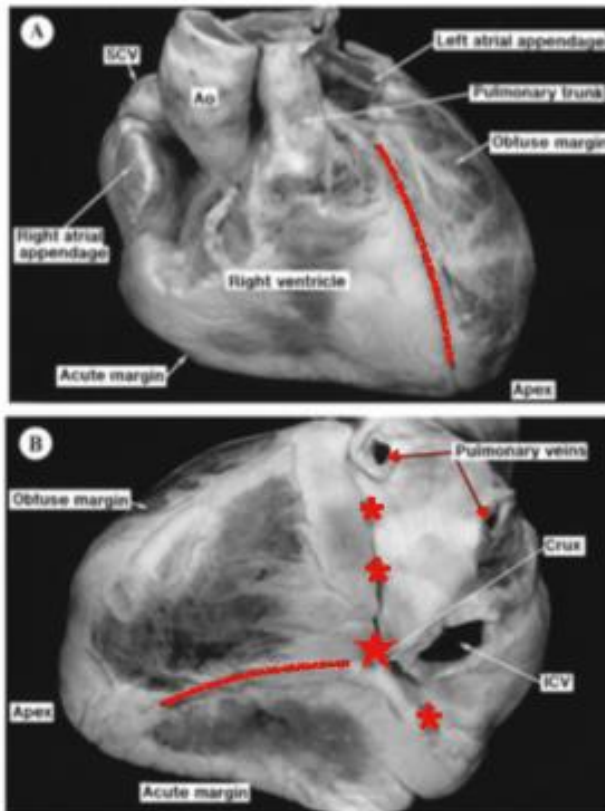 A
SCV
Ao
Left atrial appendage
Pulmonary trunk
Obtuse margin
Right atrial
appendage
Right ventricle
Acute margin
Apex
B
Pulmonary veins
Obtuse margin
Crux
ICV
Apex
Acute margin